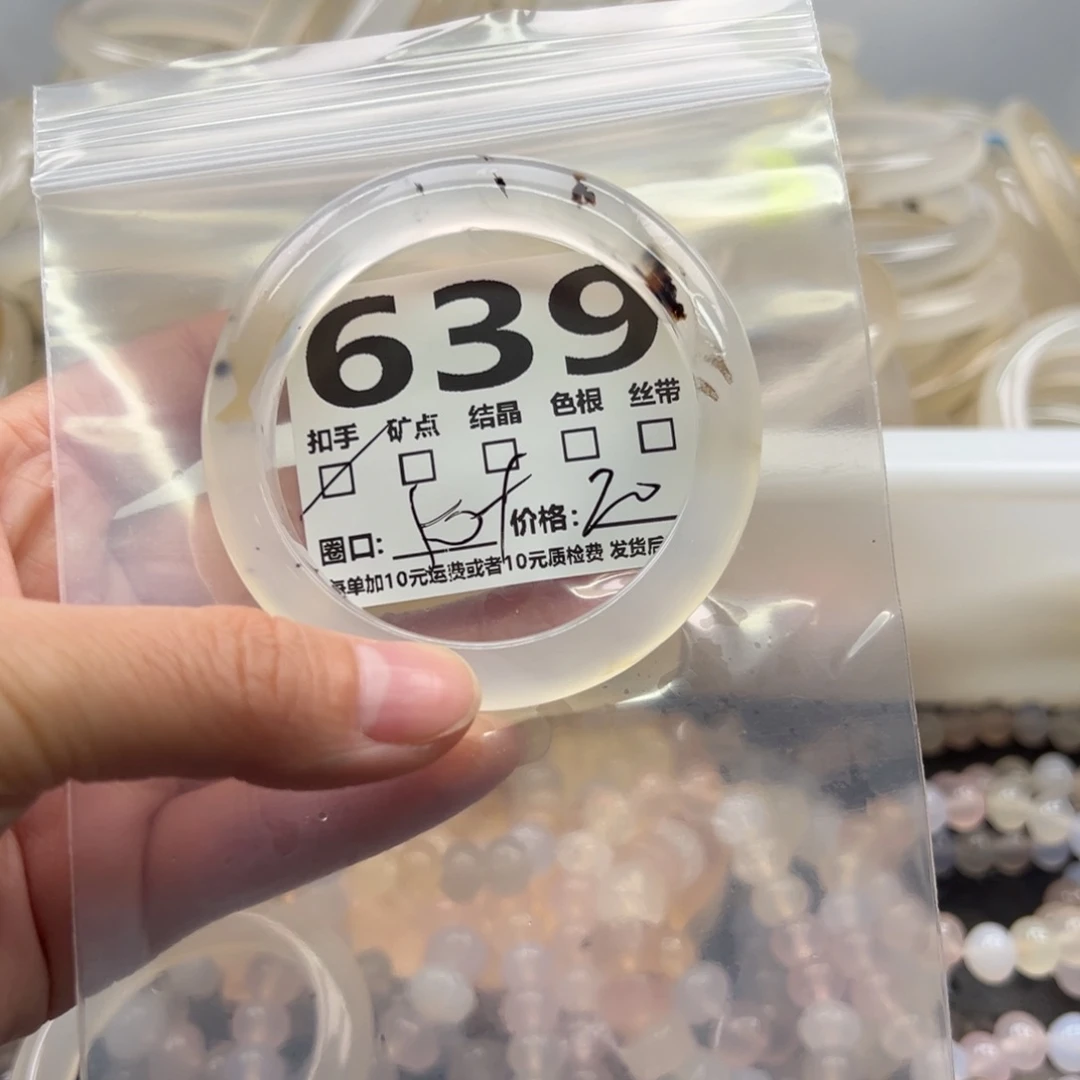 639
扣手 矿点 结晶 色根 丝带
圈口: 价格: 20
单加10元运费或者10元质检费 发货后